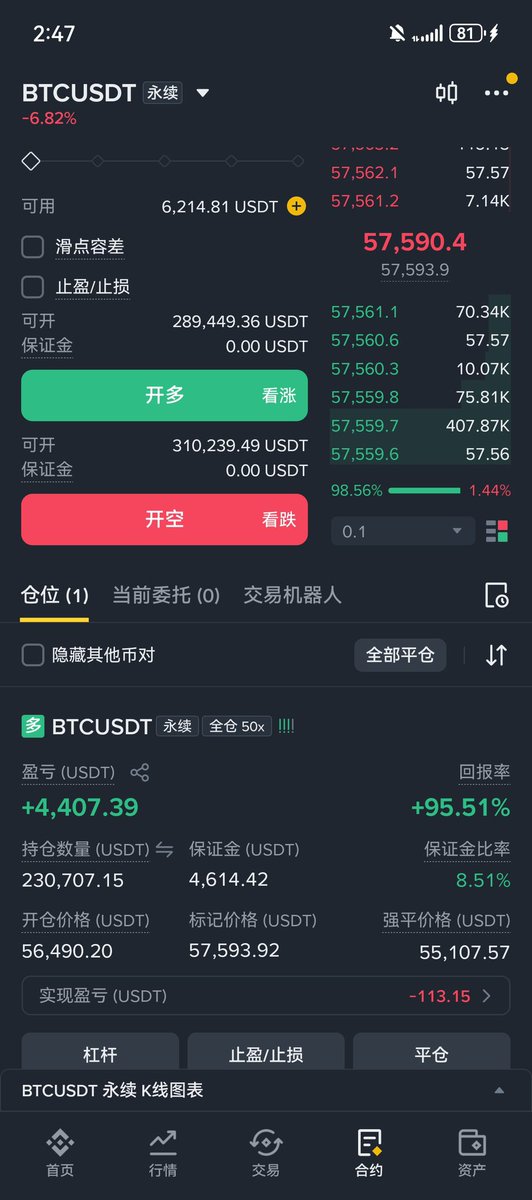 2:47
81
BTCUSDT 永续
-6.82%
57,562.1 57.57
可用 6,214.81 USDT
57,561.2 7.14K
滑点容差
57,590.4
57,593.9
止盈/止损
可开 289,449.36 USDT
保证金 0.00 USDT
开多 看涨
可开 310,239.49 USDT
保证金 0.00 USDT
开空 看跌
57,561.1 70.34K
57,560.6 57.57
57,560.3 10.07K
57,559.8 75.81K
57,559.7 407.87K
57,559.6 57.56
98.56% 1.44%
0.1
仓位 (1) 当前委托 (0) 交易机器人
隐藏其他币对 全部平仓
多 BTCUSDT 永续 全仓 50x !!!!
盈亏 (USDT) 回报率
+4,407.39 +95.51%
持仓数量 (USDT) 保证金 (USDT) 保证金比率
230,707.15 4,614.42 8.51%
开仓价格 (USDT) 标记价格 (USDT) 强平价格 (USDT)
56,490.20 57,593.92 55,107.57
实现盈亏 (USDT) -113.15
杠杆 止盈/止损 平仓
BTCUSDT 永续 K线图表
首页 行情 交易 合约 资产